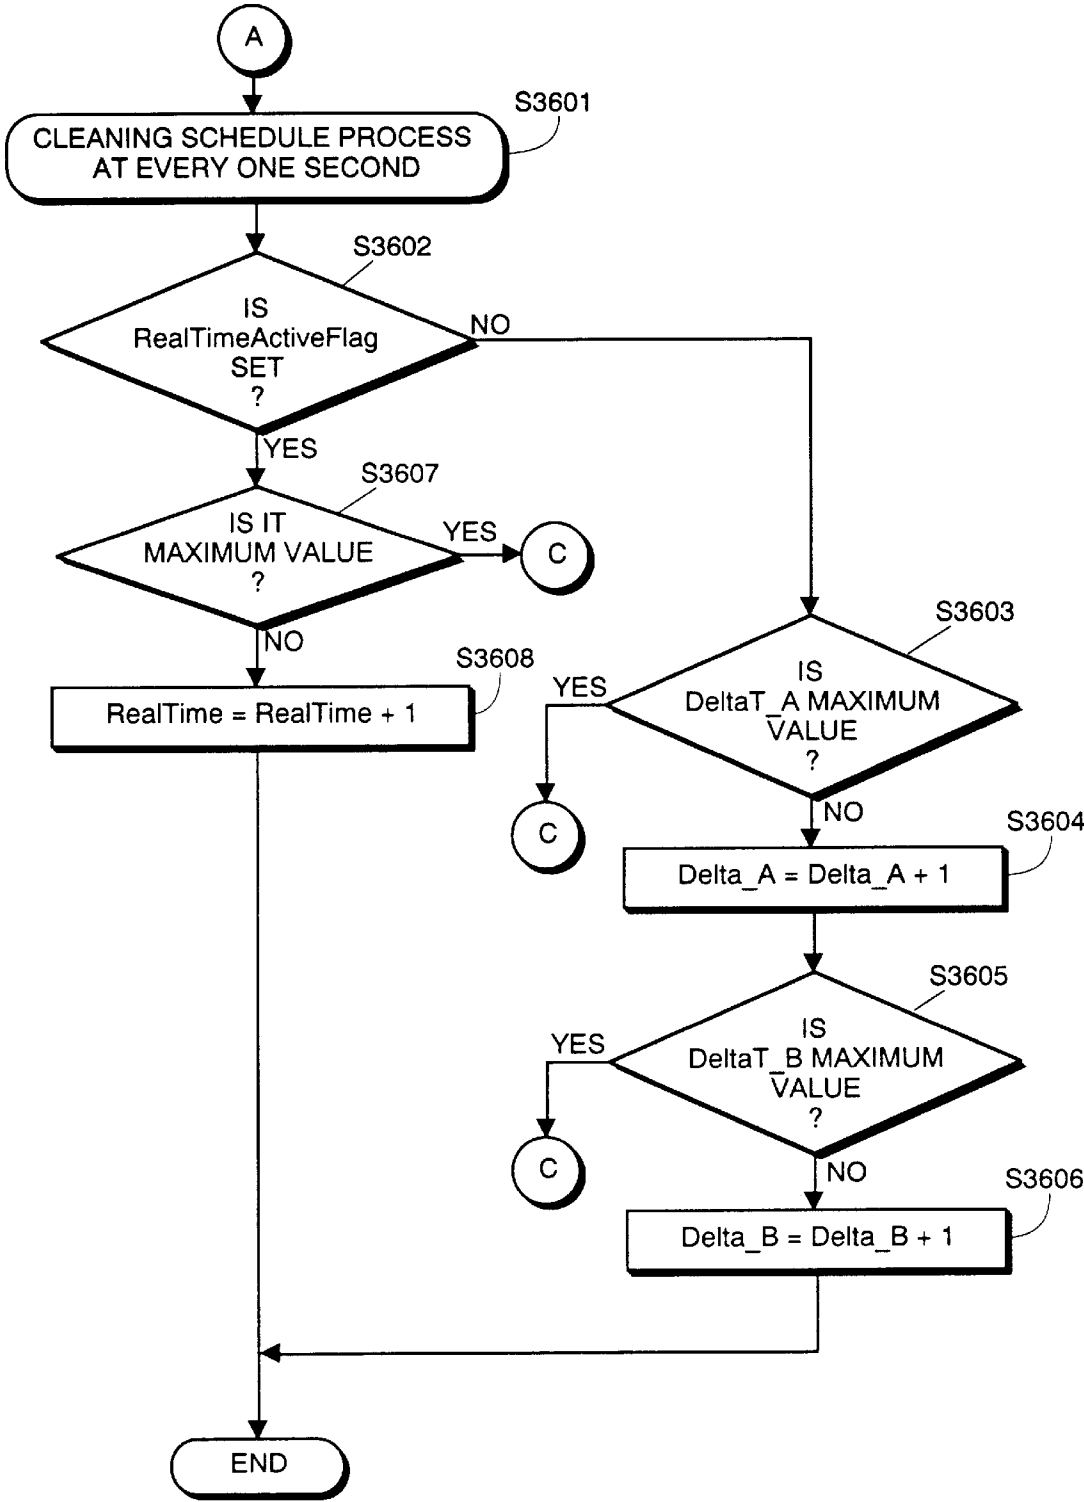 A
S3601
CLEANING SCHEDULE PROCESS
AT EVERY ONE SECOND
S3602
IS
RealTimeActiveFlag
SET
?
NO
YES
S3607
IS IT
MAXIMUM VALUE
?
YES
C
NO
S3608
RealTime = RealTime + 1
S3603
IS
DeltaT_A MAXIMUM
VALUE
?
YES
C
NO
S3604
Delta_A = Delta_A + 1
S3605
IS
DeltaT_B MAXIMUM
VALUE
?
YES
C
NO
S3606
Delta_B = Delta_B + 1
END